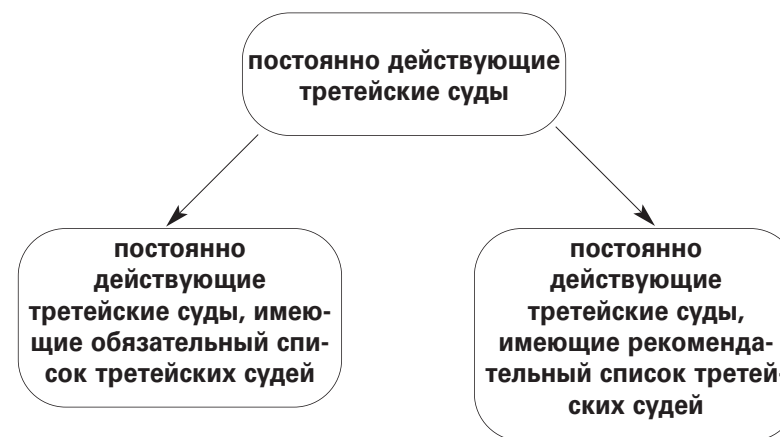 постоянно действующие
третейские суды
постоянно
действующие
третейские суды, имею-
щие обязательный спи-
сок третейских судей
постоянно
действующие
третейские суды,
имеющие рекоменда-
тельный список третей-
ских судей